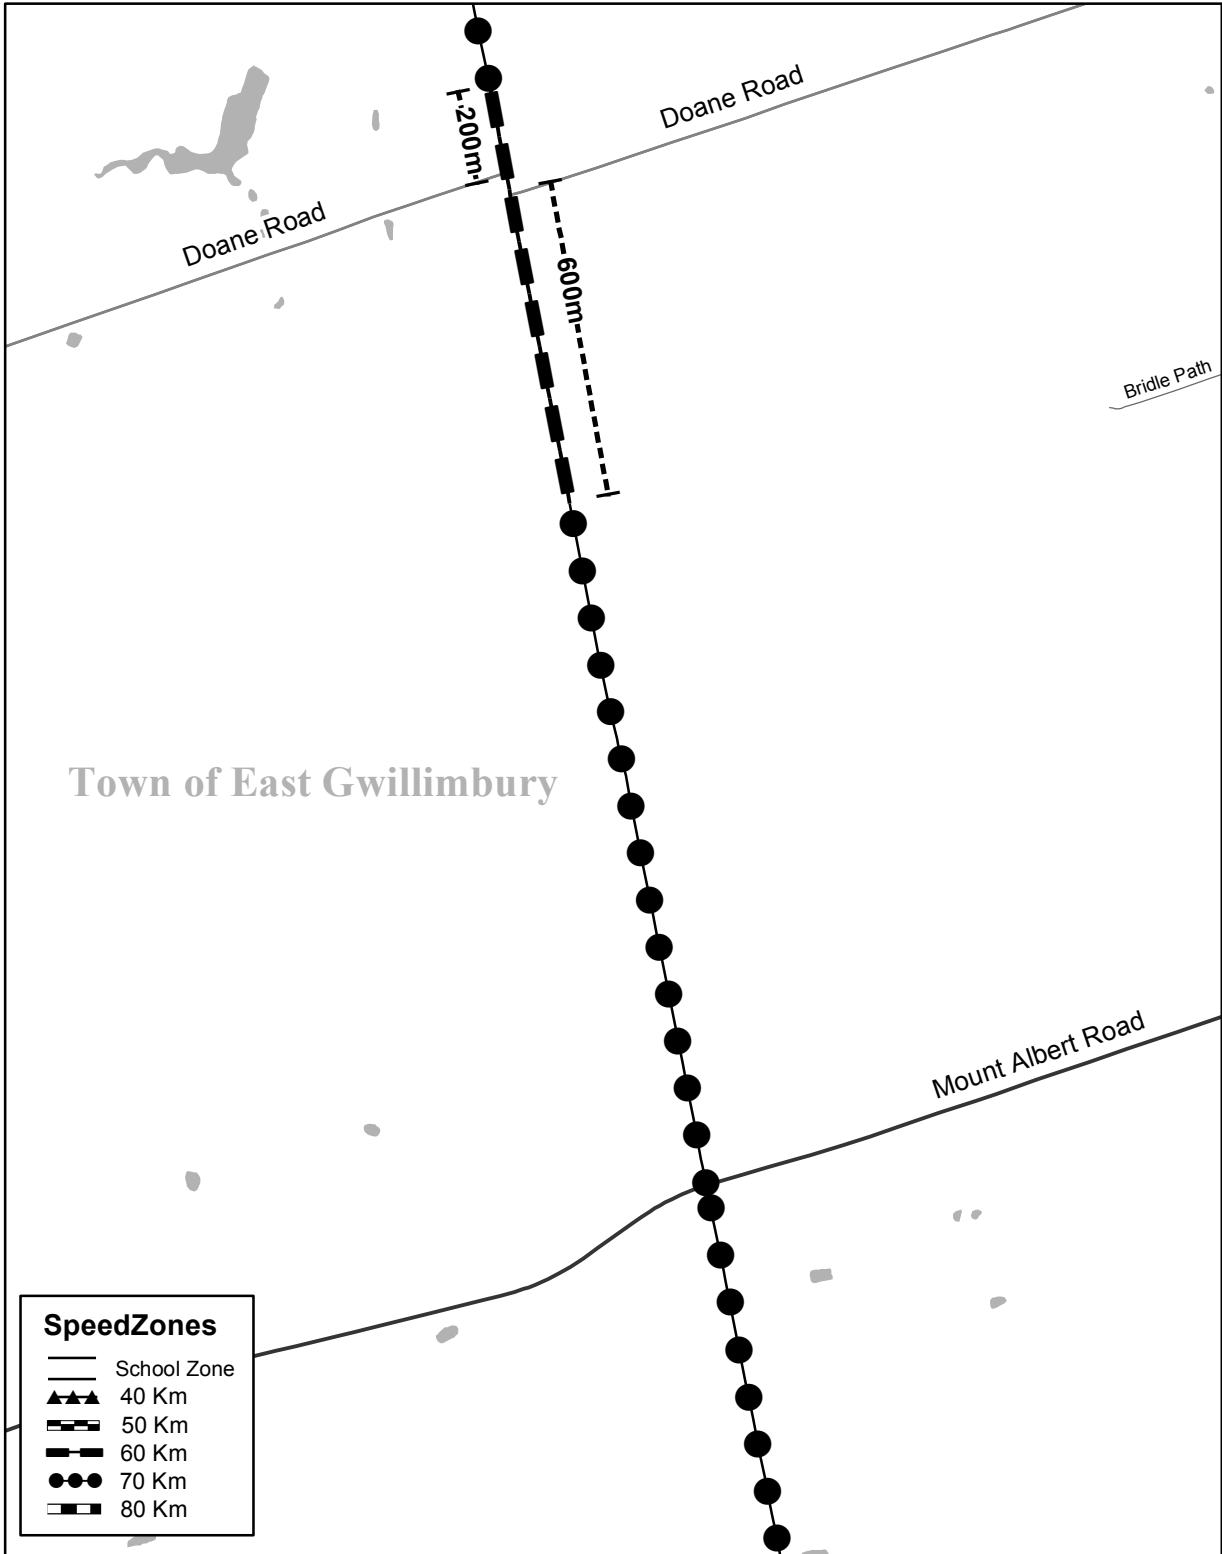 Doane Road
200m
Doane Road
600m
Bridle Path
Town of East Gwillimbury
Mount Albert Road
SpeedZones
School Zone
40 Km
50 Km
60 Km
70 Km
80 Km